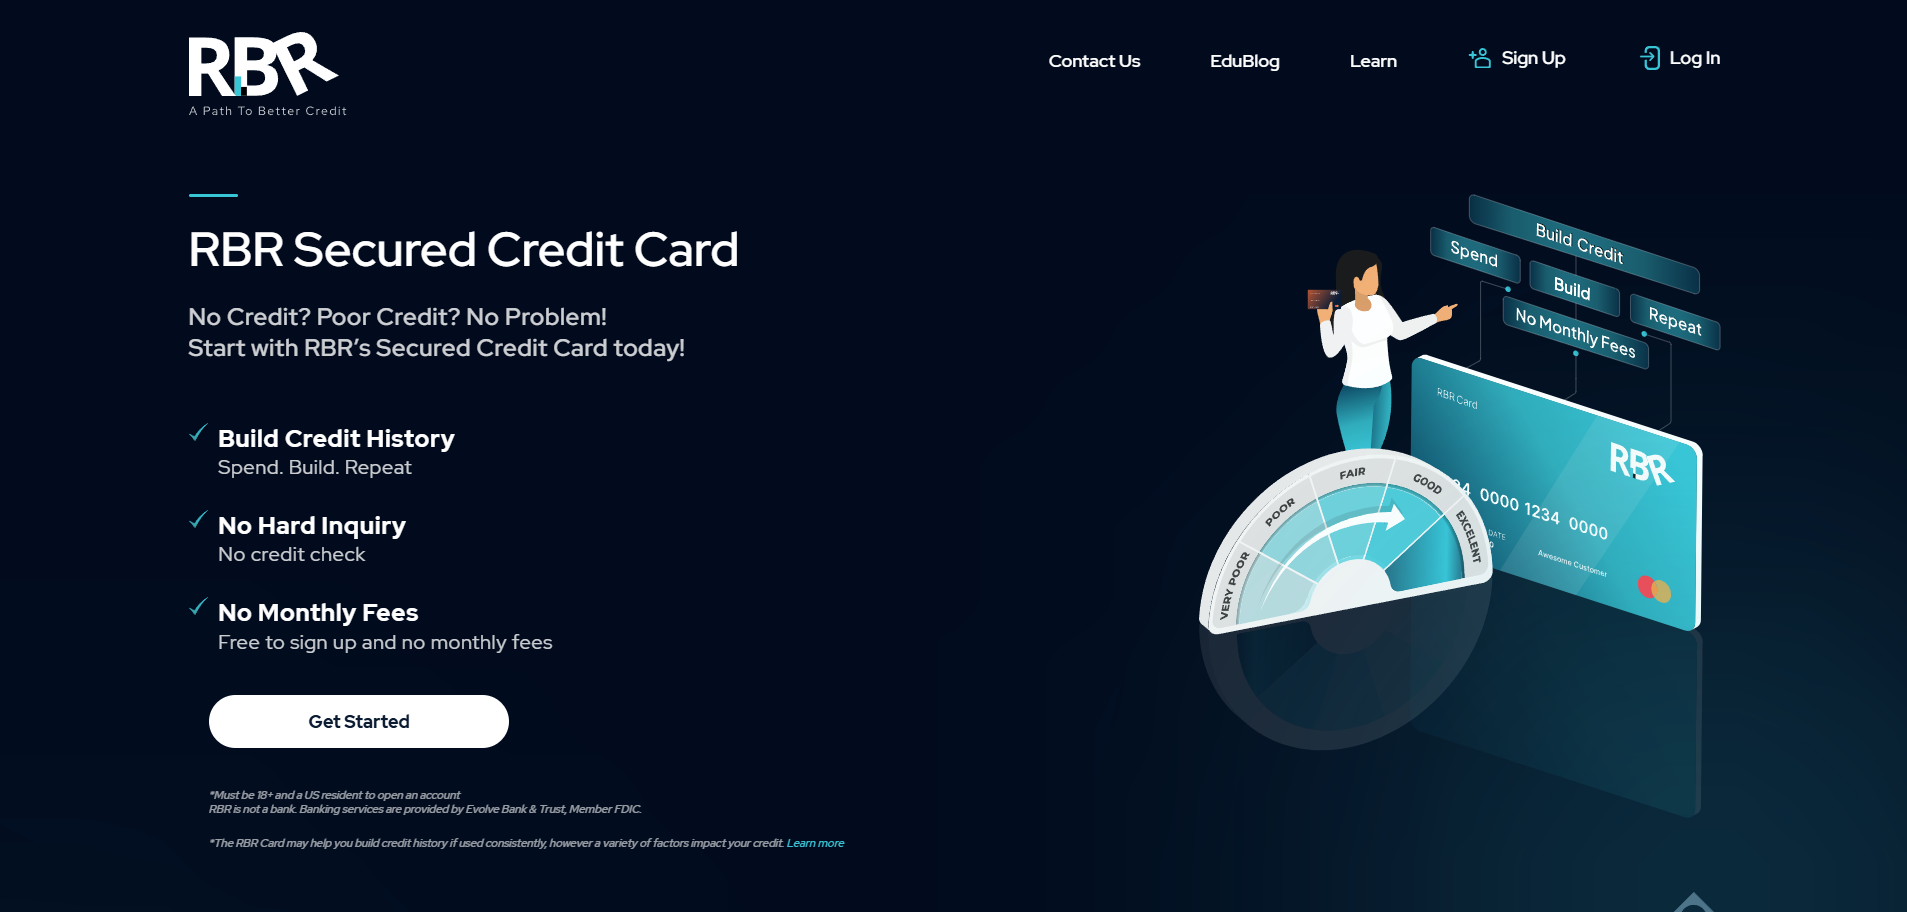 RBR
A Path To Better Credit
Contact Us
EduBlog
Learn
Sign Up
Log In
RBR Secured Credit Card
No Credit? Poor Credit? No Problem!
Start with RBR's Secured Credit Card today!
Build Credit History
Spend. Build. Repeat
No Hard Inquiry
No credit check
No Monthly Fees
Free to sign up and no monthly fees
Get Started
*Must be 18+ and a US resident to open an account
RBR is not a bank. Banking services are provided by Evolve Bank & Trust, Member FDIC.
*The RBR Card may help you build credit history if used consistently, however a variety of factors impact your credit. Learn more
Build Credit
Spend
Build
Repeat
No Monthly Fees
RBR Card
RBR
34 0000 1234 0000
DATE
Awesome Customer
VERY POOR
POOR
FAIR
GOOD
EXCELENT